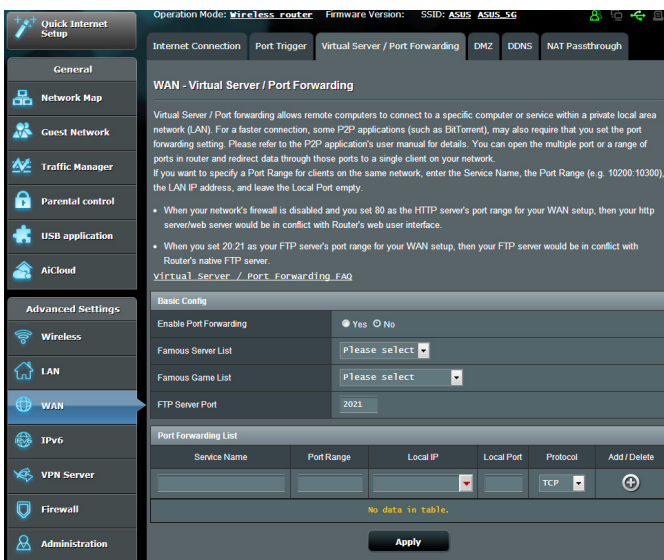 Quick Internet
Setup
Operation Mode: Wireless router Firmware Version: SSID: ASUS ASUS_5G
Internet Connection Port Trigger Virtual Server / Port Forwarding DMZ DDNS NAT Passthrough
General
Network Map
Guest Network
Traffic Manager
Parental control
USB application
AiCloud
Advanced Settings
Wireless
LAN
WAN
IPv6
VPN Server
Firewall
Administration
WAN - Virtual Server / Port Forwarding
Virtual Server / Port forwarding allows remote computers to connect to a specific computer or service within a private local area
network (LAN). For a faster connection, some P2P applications (such as BitTorrent), may also require that you set the port
forwarding setting. Please refer to the P2P application's user manual for details. You can open the multiple port or a range of
ports in router and redirect data through those ports to a single client on your network.
If you want to specify a Port Range for clients on the same network, enter the Service Name, the Port Range (e.g. 10200:10300),
the LAN IP address, and leave the Local Port empty.
• When your network's firewall is disabled and you set 80 as the HTTP server's port range for your WAN setup, then your http
server/web server would be in conflict with Router's web user interface.
• When you set 20:21 as your FTP server's port range for your WAN setup, then your FTP server would be in conflict with
Router's native FTP server.
Virtual Server / Port Forwarding FAQ
Basic Config
Enable Port Forwarding Yes No
Famous Server List Please select
Famous Game List Please select
FTP Server Port 2021
Port Forwarding List
Service Name Port Range Local IP Local Port Protocol Add / Delete
TCP
No data in table.
Apply